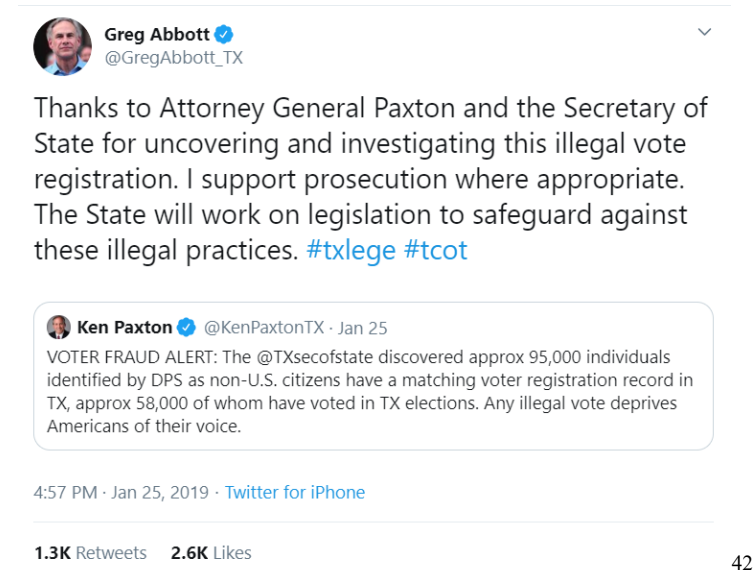 Greg Abbott
@GregAbbott_TX
Thanks to Attorney General Paxton and the Secretary of
State for uncovering and investigating this illegal vote
registration. I support prosecution where appropriate.
The State will work on legislation to safeguard against
these illegal practices. #txlege #tcot
Ken Paxton @KenPaxtonTX · Jan 25
VOTER FRAUD ALERT: The @TXsecofstate discovered approx 95,000 individuals
identified by DPS as non-U.S. citizens have a matching voter registration record in
TX, approx 58,000 of whom have voted in TX elections. Any illegal vote deprives
Americans of their voice.
4:57 PM · Jan 25, 2019 · Twitter for iPhone
1.3K Retweets 2.6K Likes
42